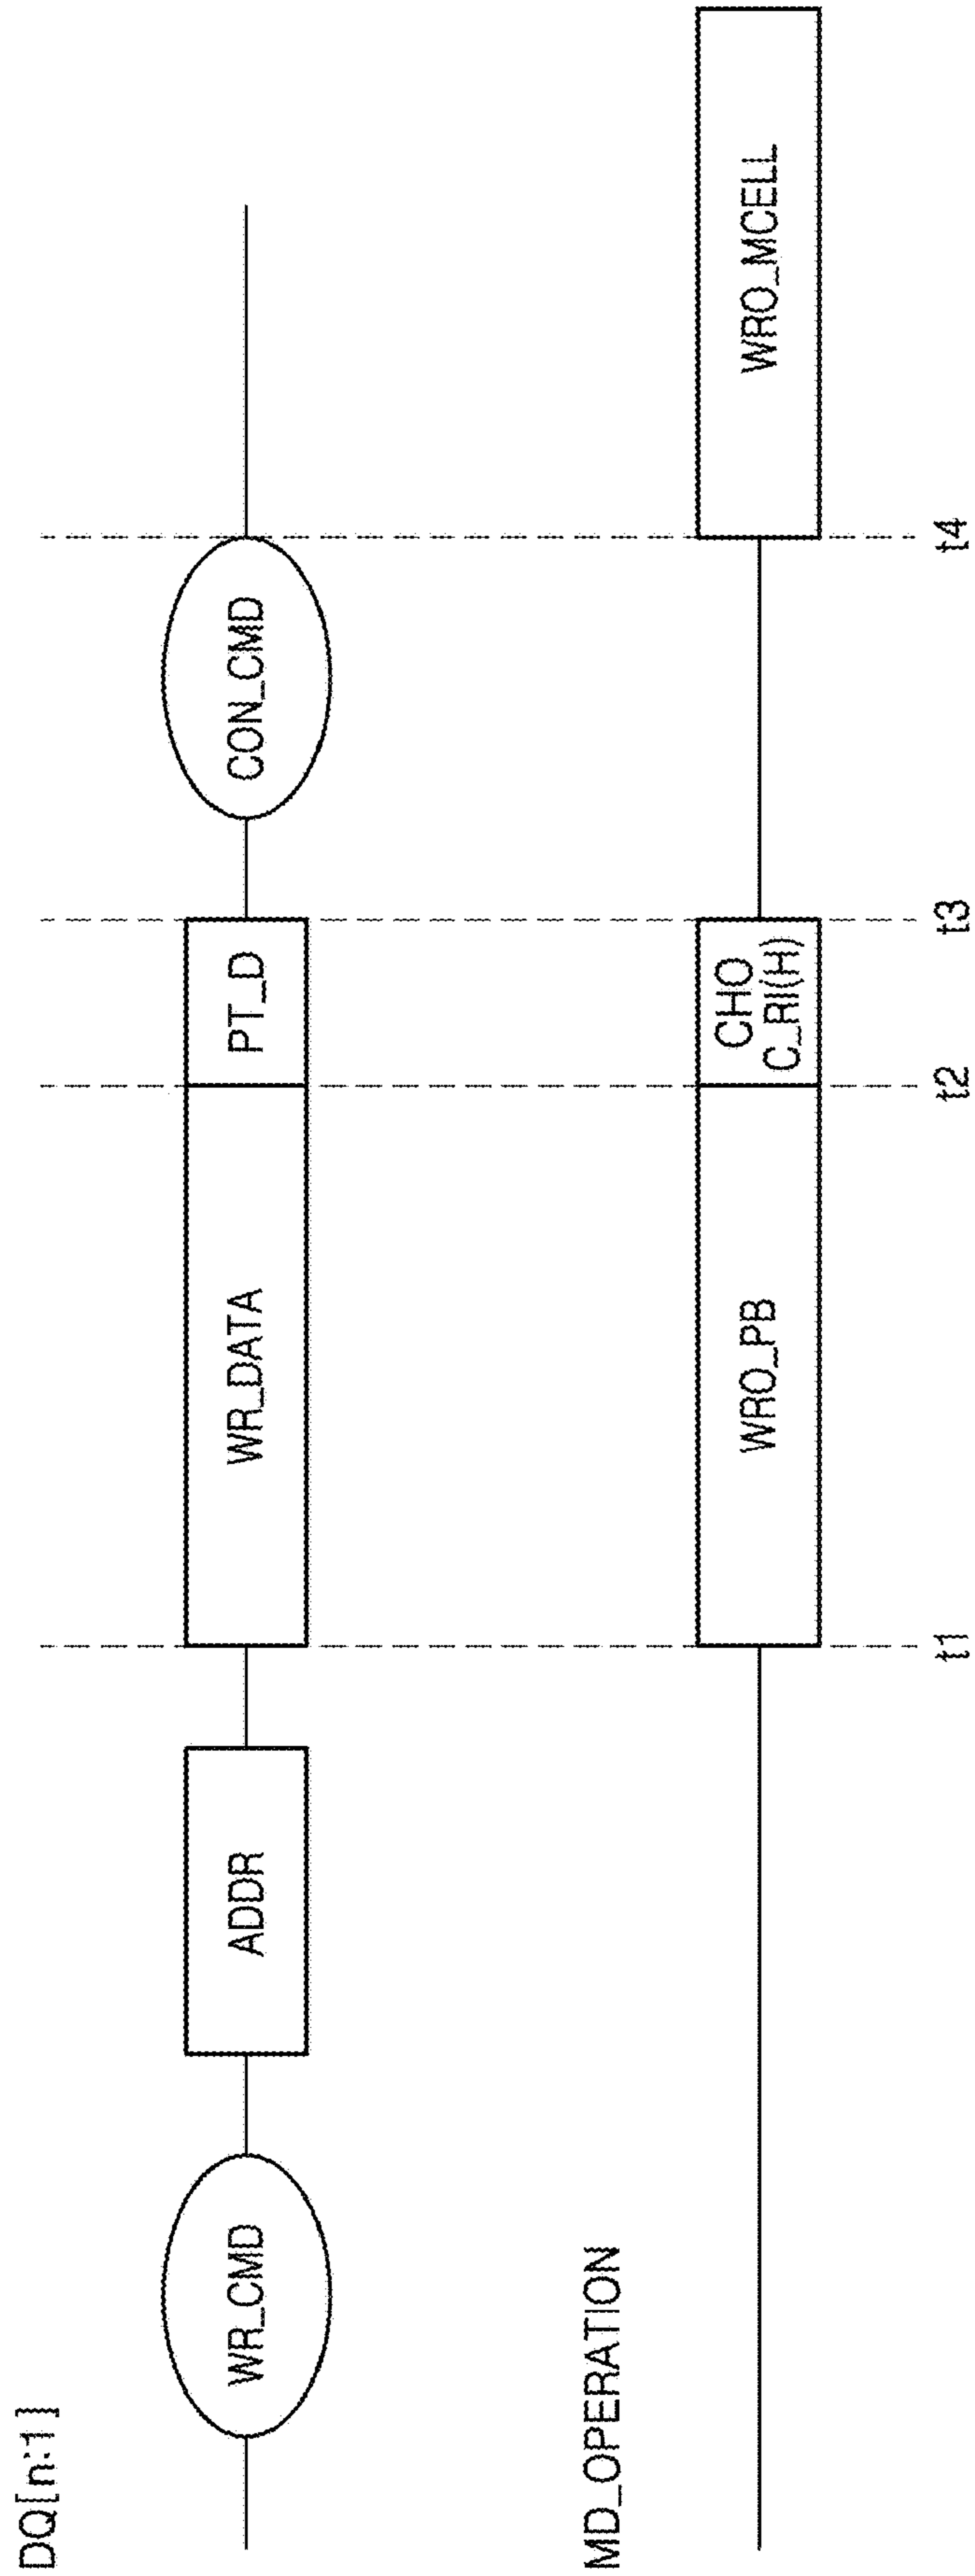 DQ[n:1]
WR_CMD
ADDR
WR_DATA
PT_D
CON_CMD
MD_OPERATION
WRO_PB
CHO
C_RI(H)
WRO_MCELL
t1
t2
t3
t4